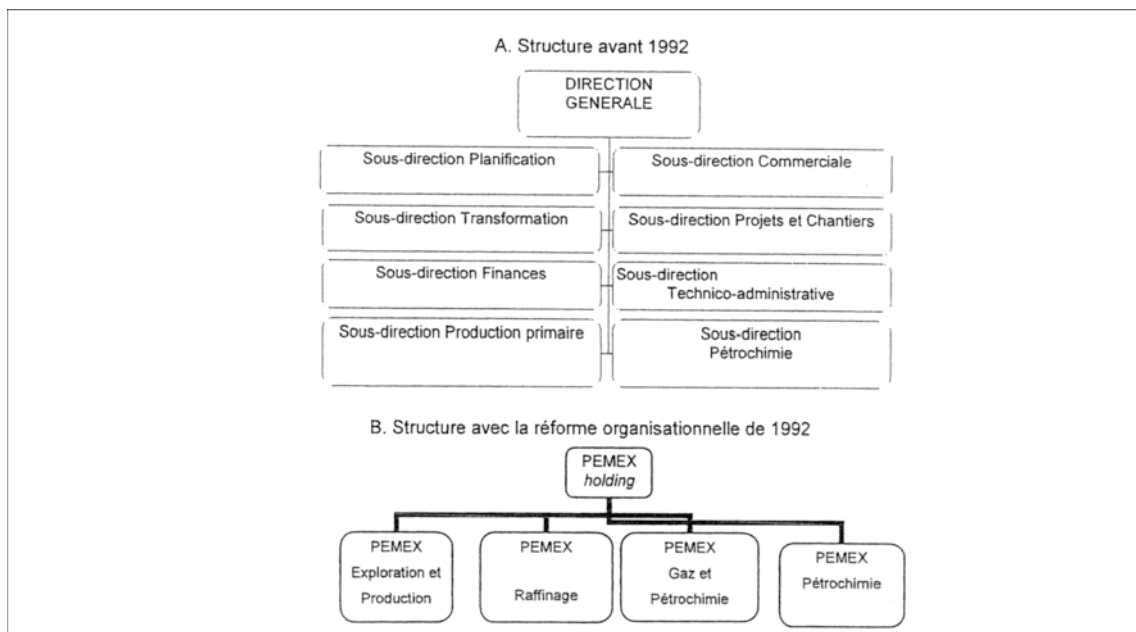 A. Structure avant 1992
DIRECTION
GENERALE
Sous-direction Planification
Sous-direction Commerciale
Sous-direction Transformation
Sous-direction Projets et Chantiers
Sous-direction Finances
Sous-direction
Technico-administrative
Sous-direction Production primaire
Sous-direction
Pétrochimie
B. Structure avec la réforme organisationnelle de 1992
PEMEX
holding
PEMEX
Exploration et
Production
PEMEX
Raffinage
PEMEX
Gaz et
Pétrochimie
PEMEX
Pétrochimie